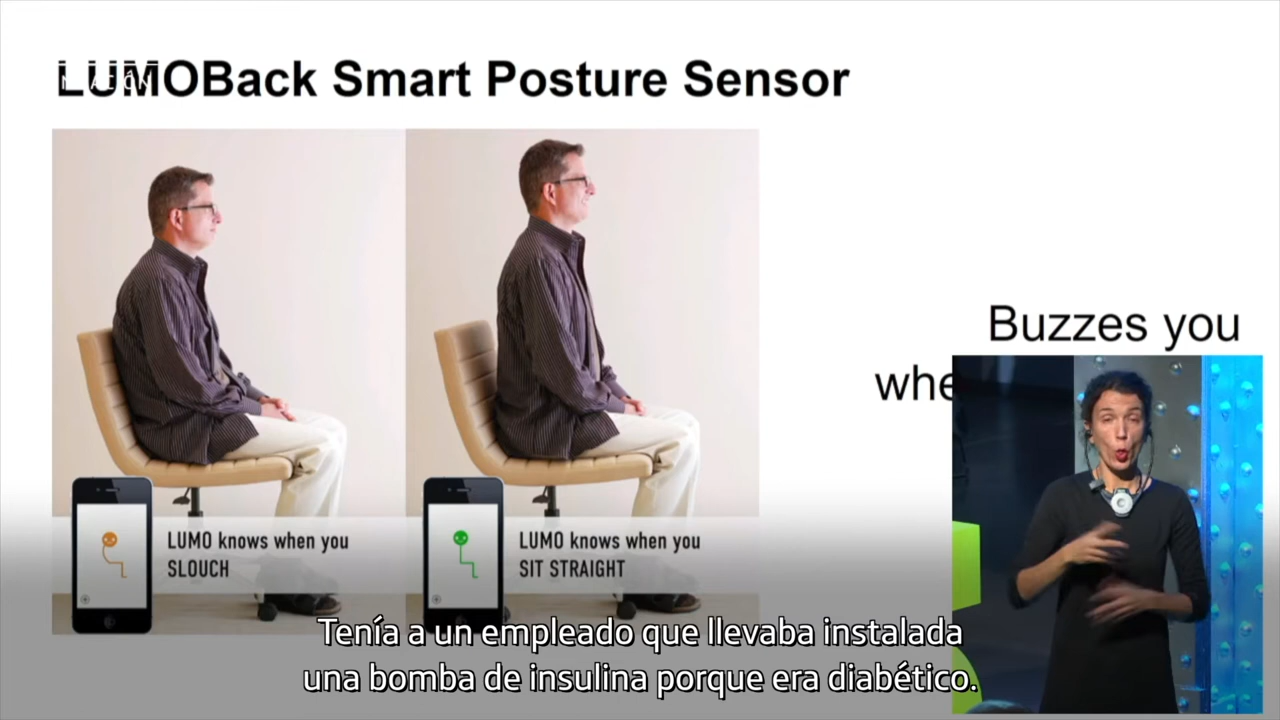 LUMOBack Smart Posture Sensor
Buzzes you
LUMO knows when you
SLOUCH
LUMO knows when you
SIT STRAIGHT
Tenía a un empleado que llevaba instalada
una bomba de insulina porque era diabético.